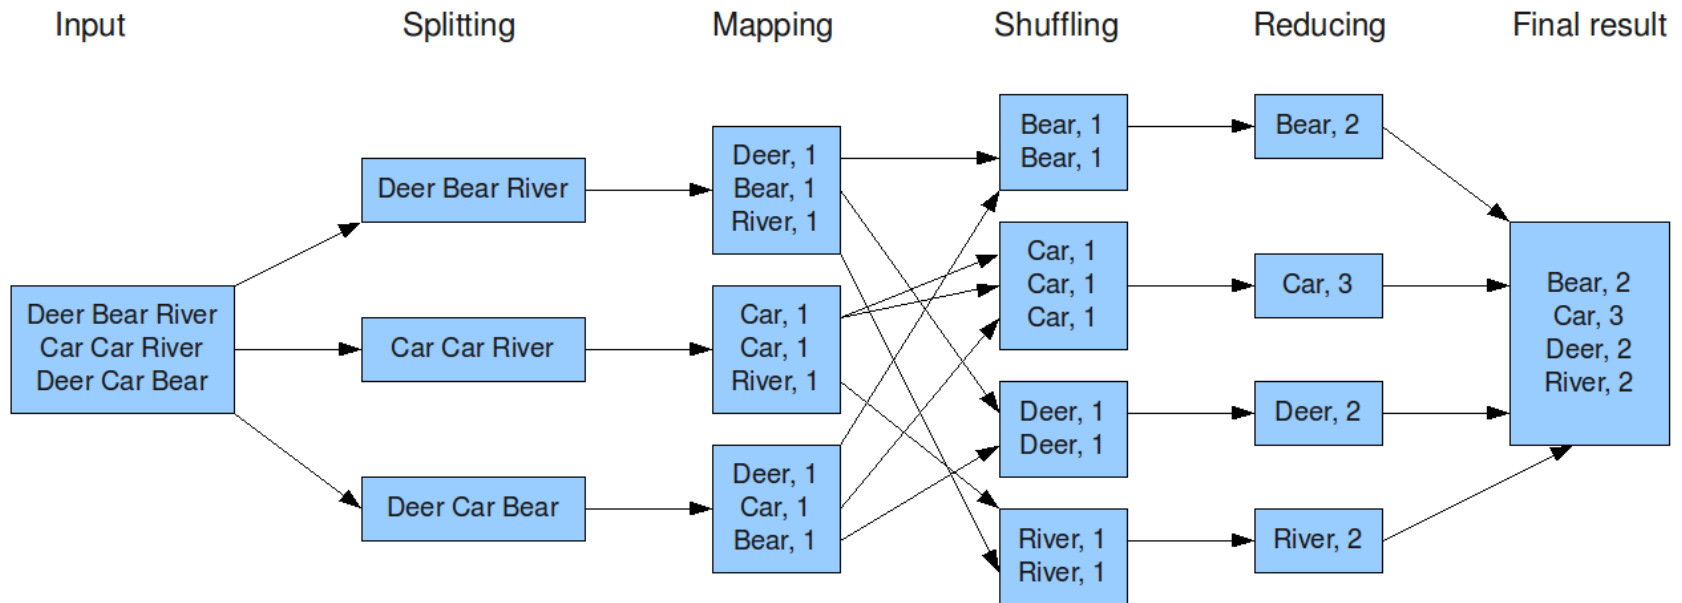 Input
Splitting
Mapping
Shuffling
Reducing
Final result
Deer Bear River
Car Car River
Deer Car Bear
Deer Bear River
Car Car River
Deer Car Bear
Deer, 1
Bear, 1
River, 1
Car, 1
Car, 1
River, 1
Deer, 1
Car, 1
Bear, 1
Bear, 1
Bear, 1
Car, 1
Car, 1
Car, 1
Deer, 1
Deer, 1
River, 1
River, 1
Bear, 2
Car, 3
Deer, 2
River, 2
Bear, 2
Car, 3
Deer, 2
River, 2